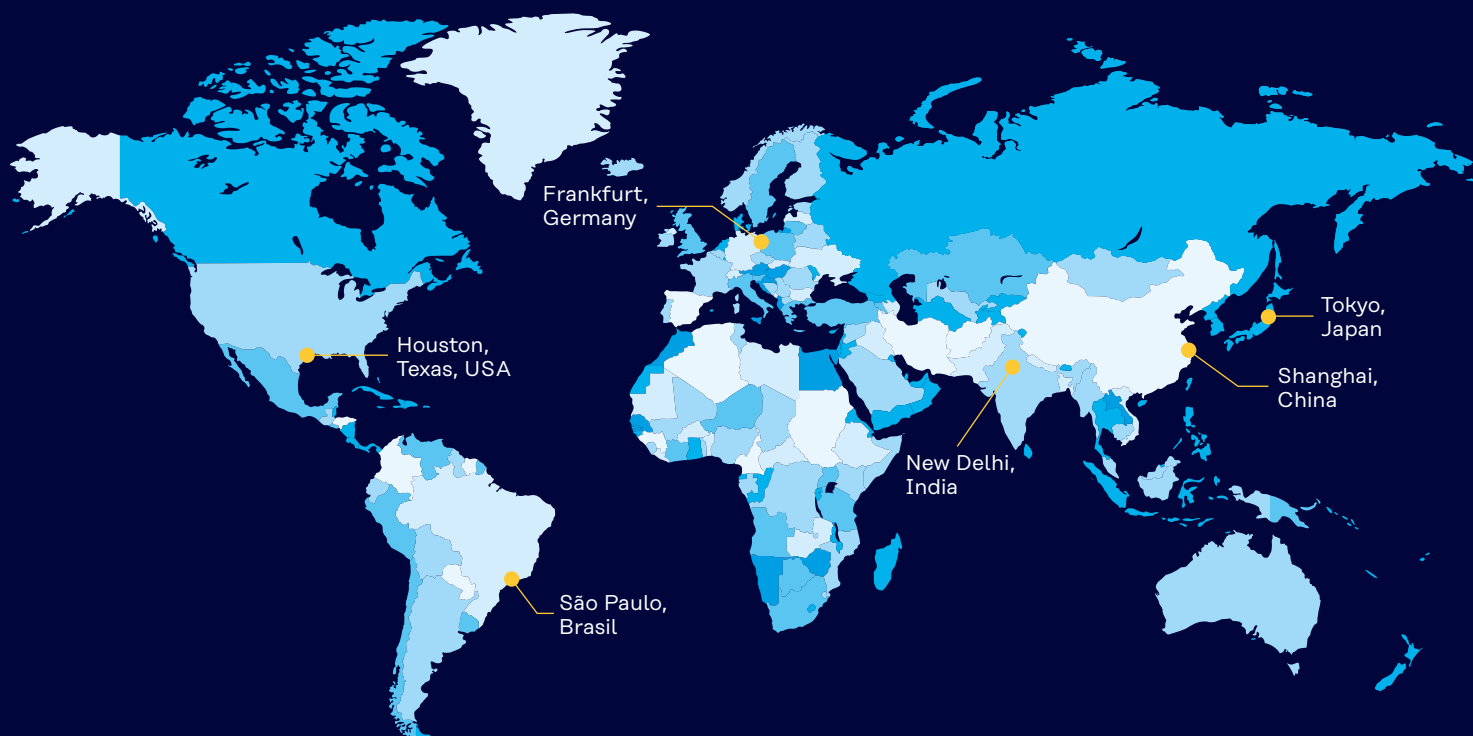 Frankfurt,
Germany
Houston,
Texas, USA
Tokyo,
Japan
Shanghai,
China
New Delhi,
India
São Paulo,
Brasil